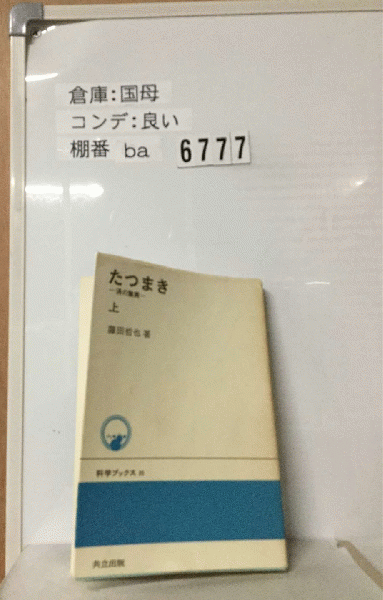 倉庫:国母
コンデ:良い
棚番 ba 6777
たつまき
上
藤田哲也 著
科学ブックス
共立出版